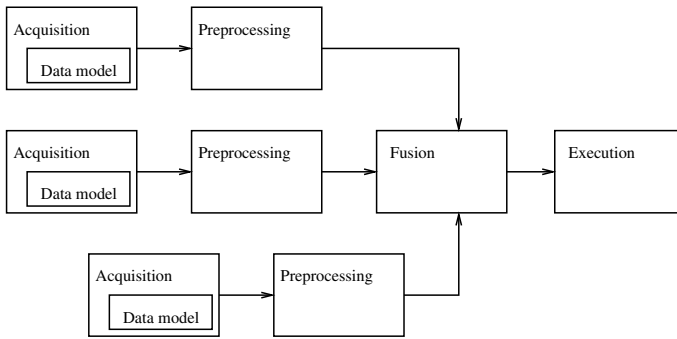 Acquisition
Data model
Preprocessing
Acquisition
Data model
Preprocessing
Fusion
Execution
Acquisition
Data model
Preprocessing